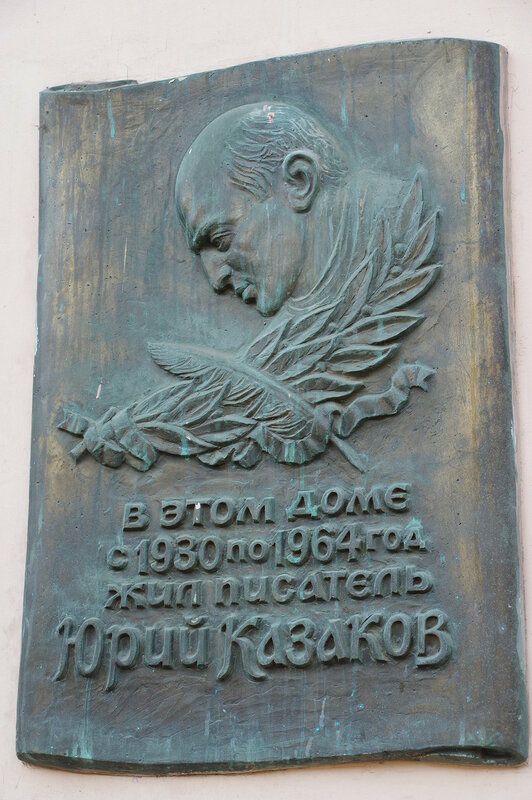 в этом доме
с 1930 по 1964 год
жил писатель
Юрий Казаков